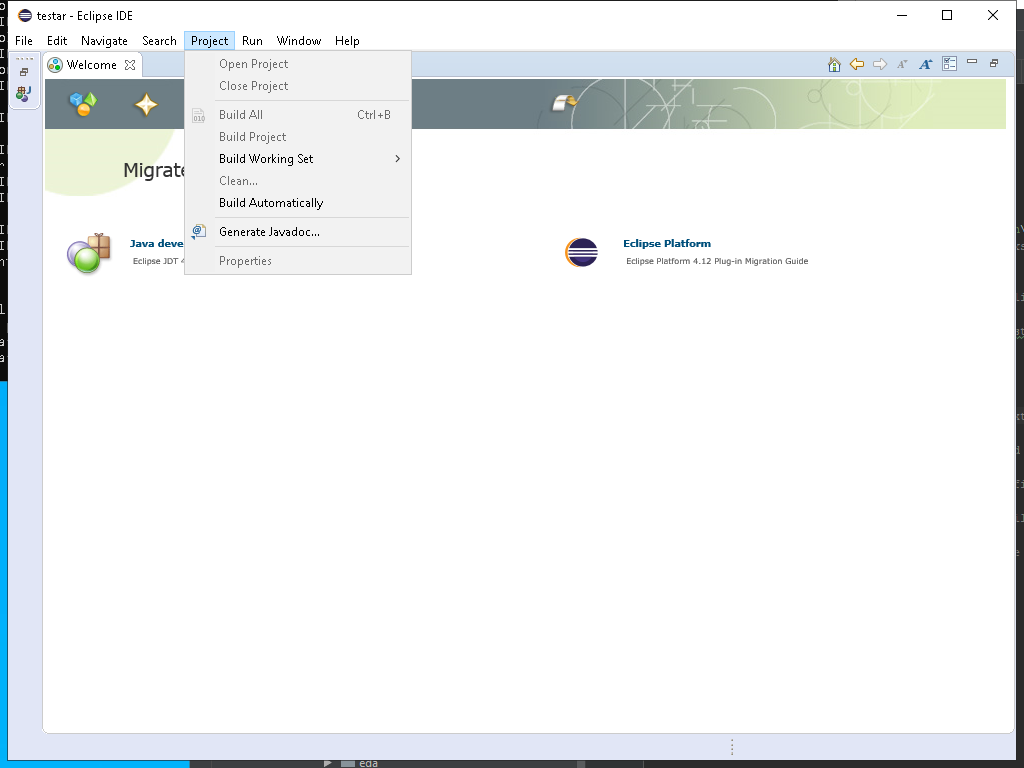 testar - Eclipse IDE
File Edit Navigate Search Project Run Window Help
Welcome
Open Project
Close Project
Build All Ctrl+B
Build Project
Build Working Set
Clean...
Build Automatically
Generate Javadoc...
Properties
Migrate
Java deve
Eclipse JDT 4
Eclipse Platform
Eclipse Platform 4.12 Plug-in Migration Guide
eda